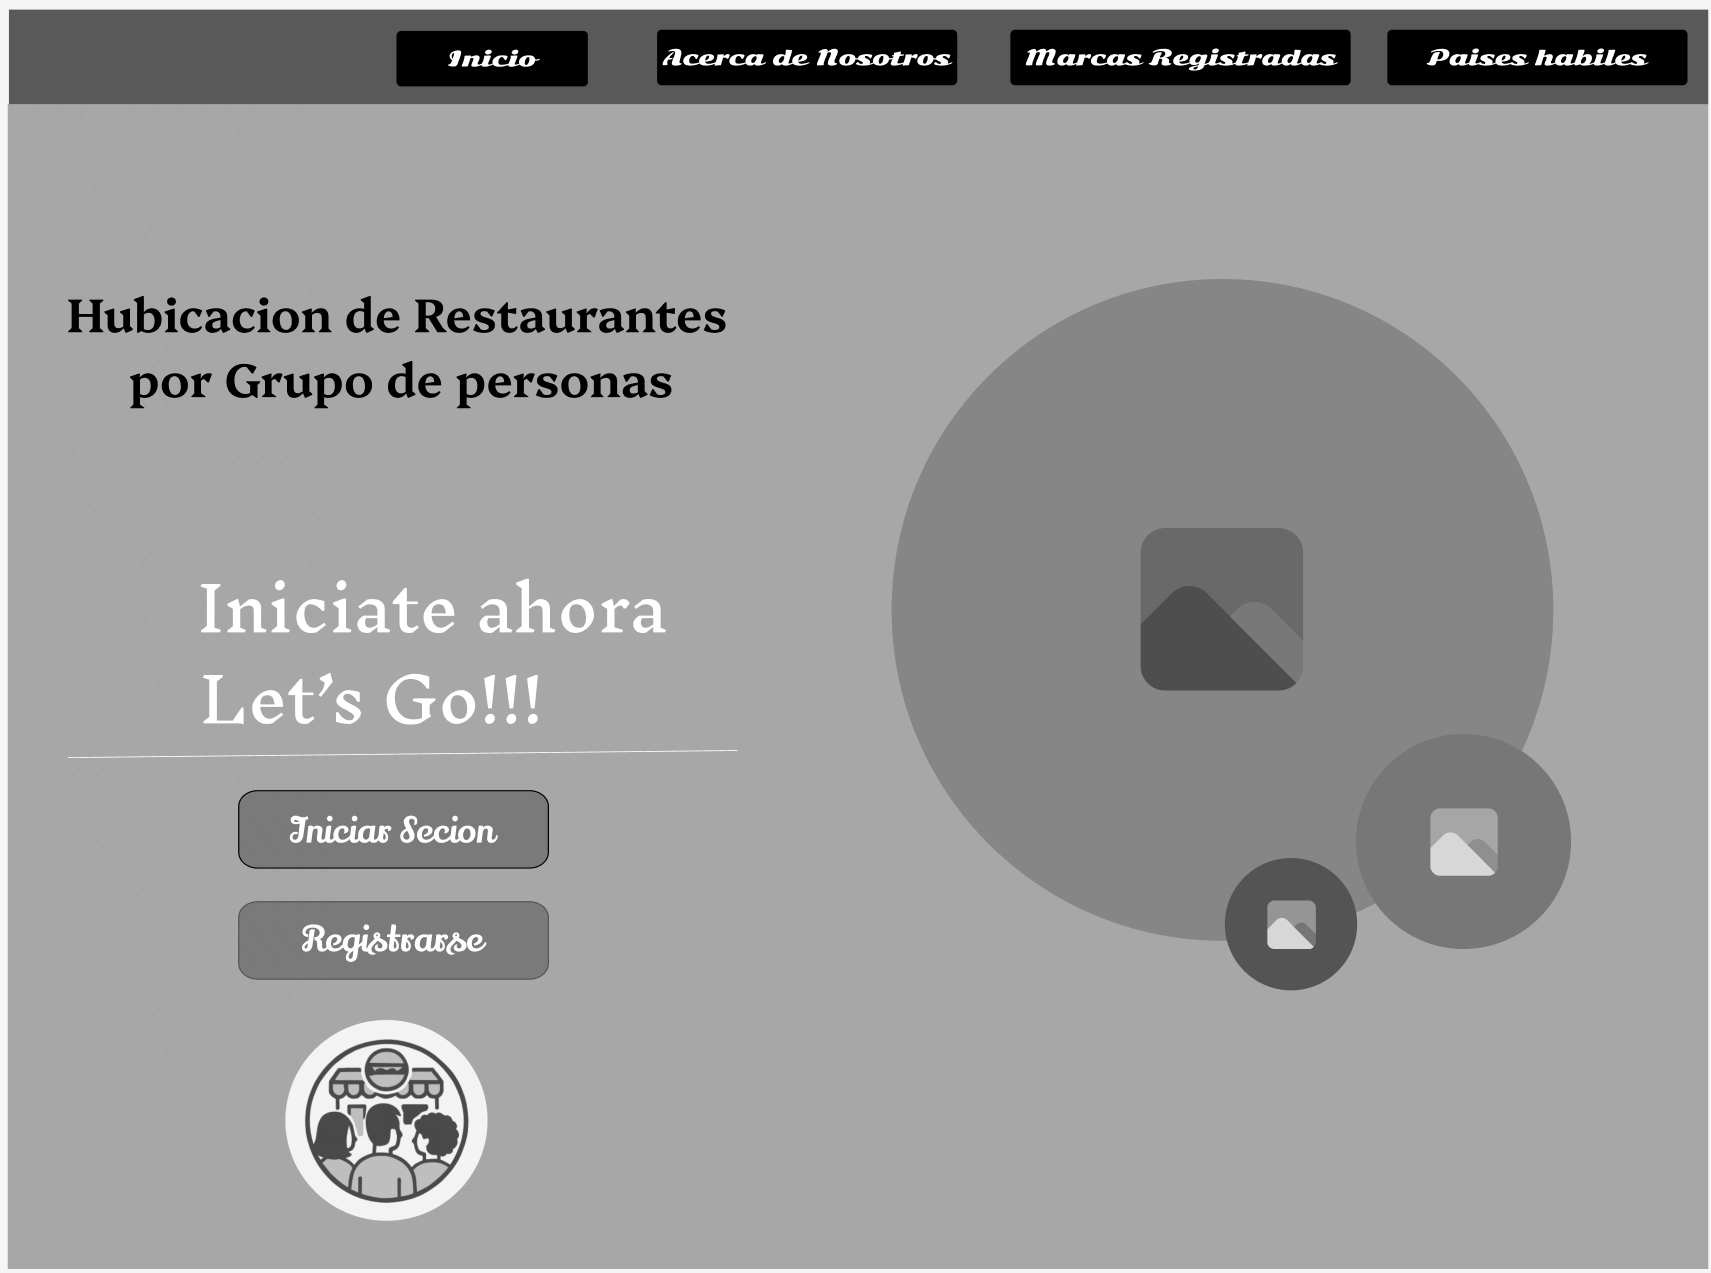 Inicio
Acerca de Nosotros
Marcas Registradas
Paises habiles
Hubicacion de Restaurantes
por Grupo de personas
Iniciate ahora
Let’s Go!!!
Iniciar Secion
Registrarse